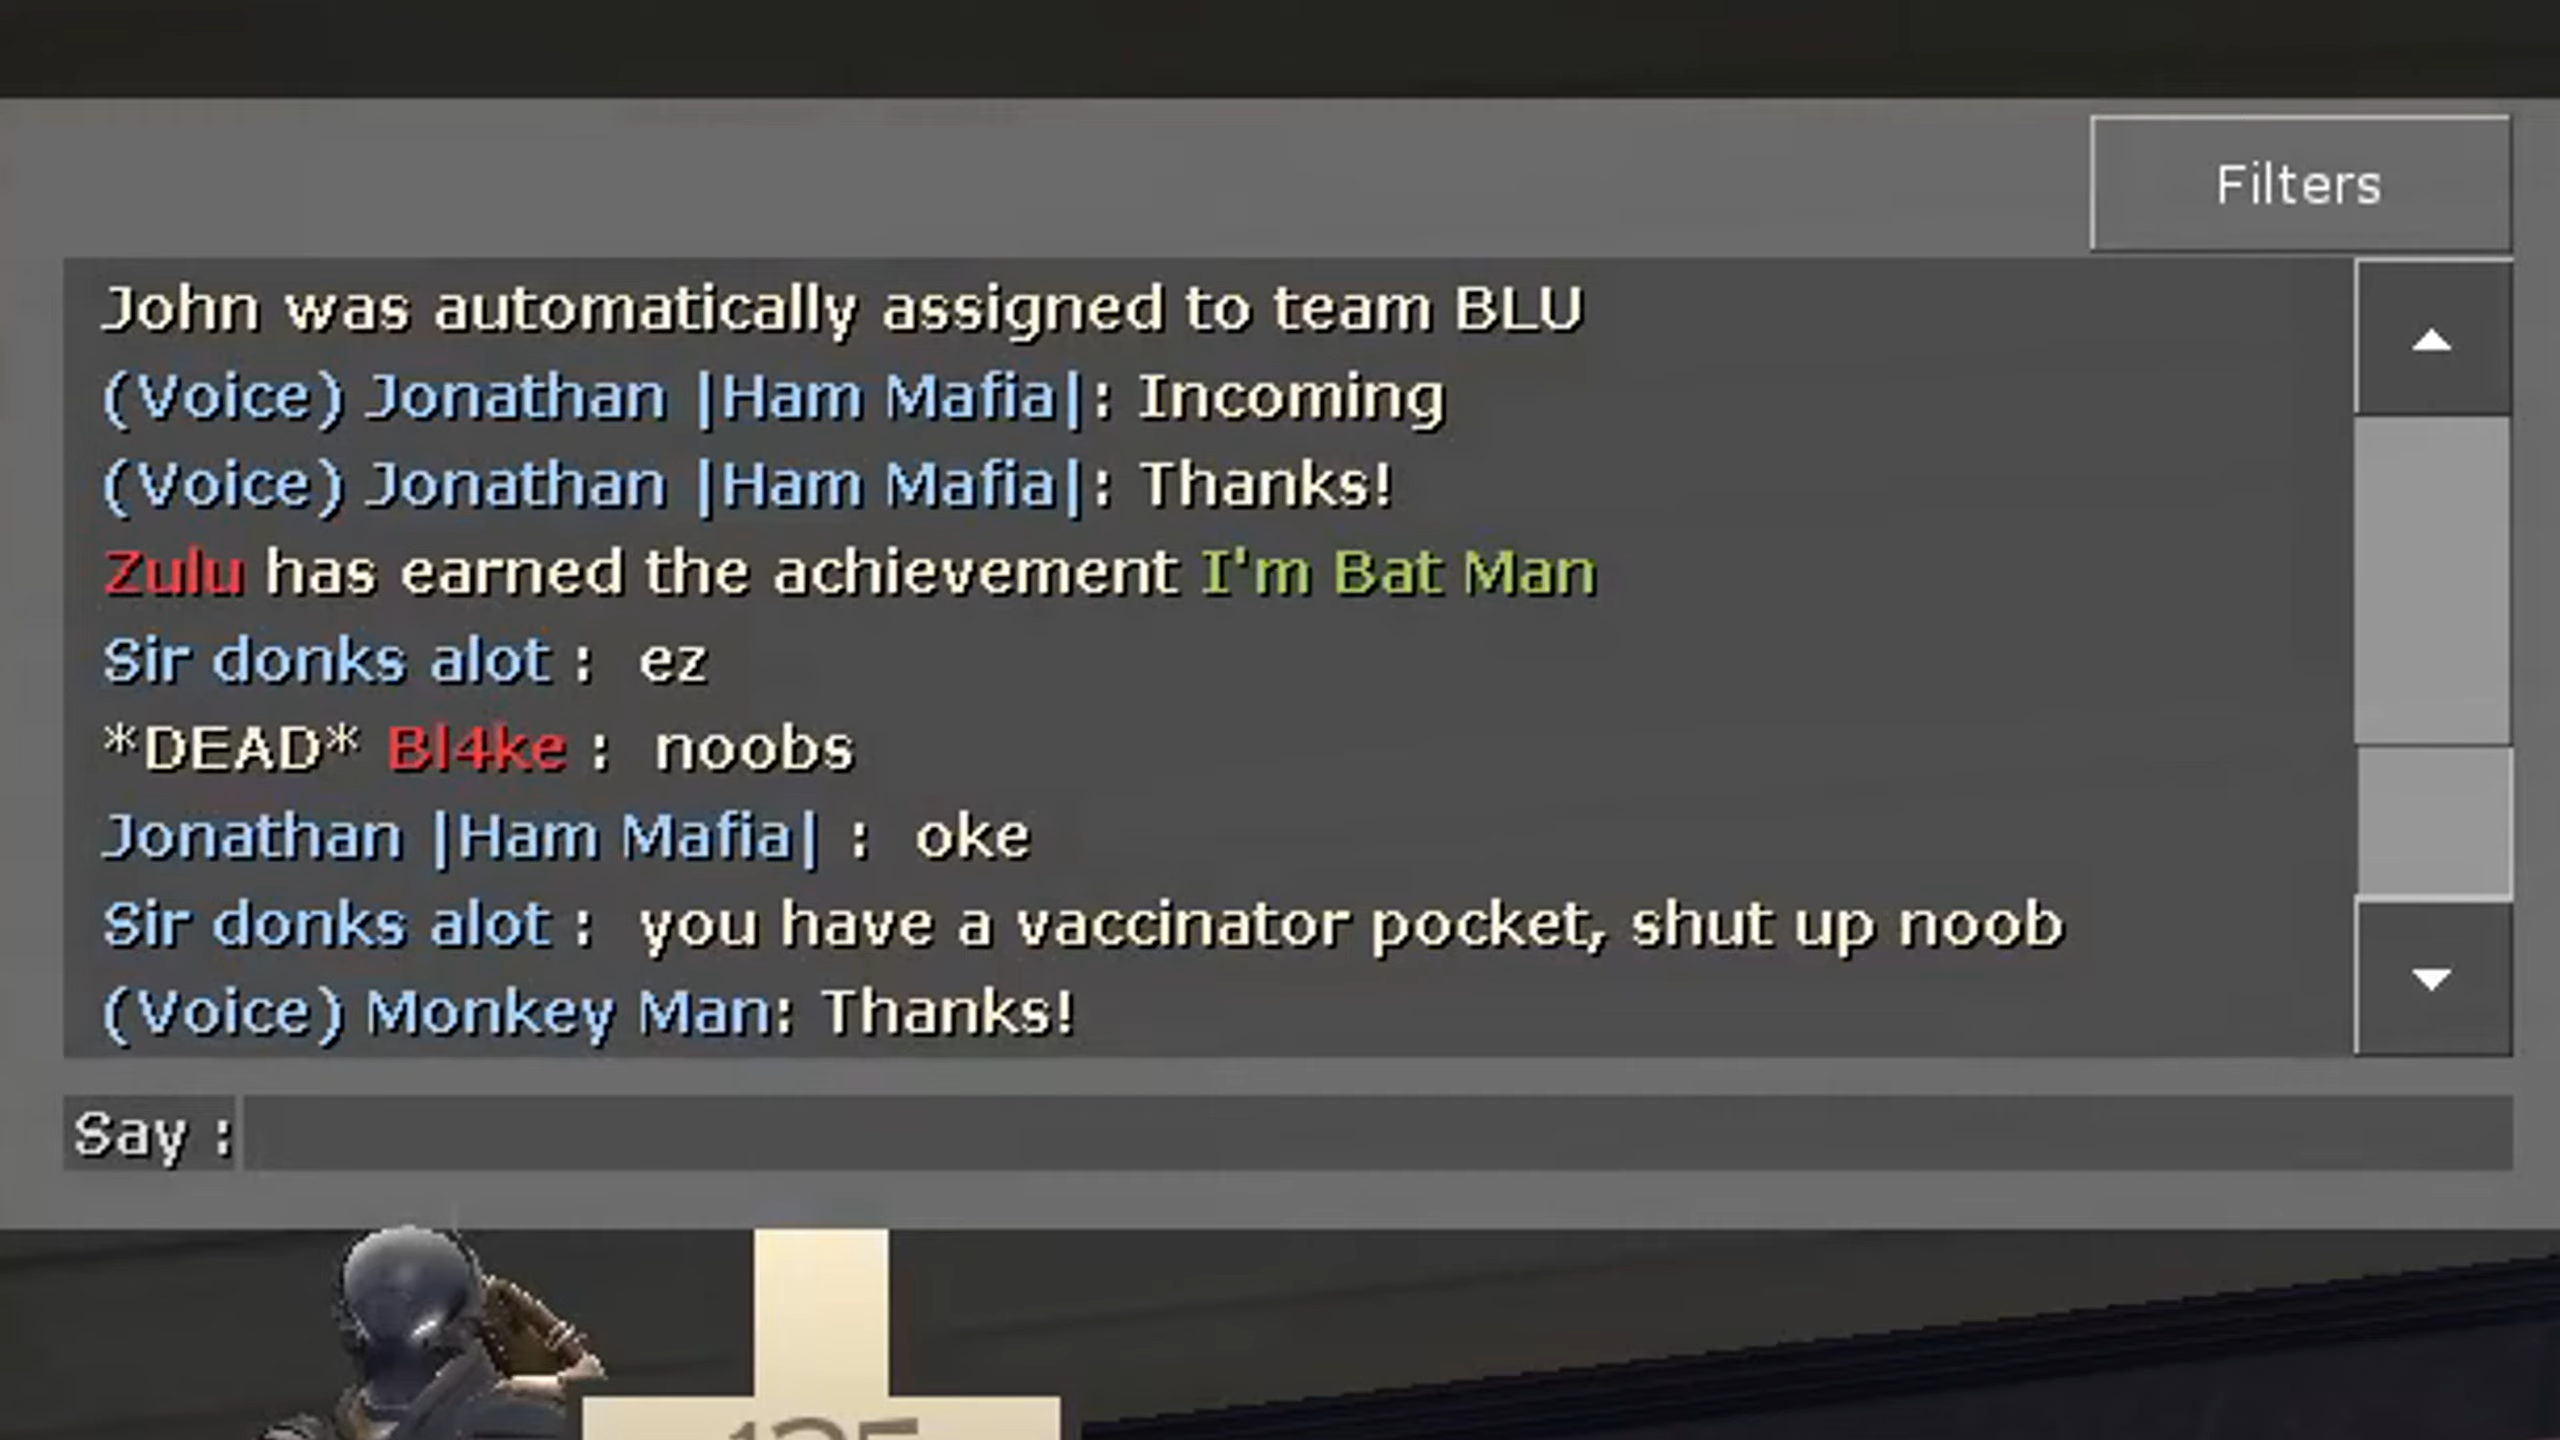 Filters
John was automatically assigned to team BLU
(Voice) Jonathan |Ham Mafia|: Incoming
(Voice) Jonathan |Ham Mafia|: Thanks!
Zulu has earned the achievement I'm Bat Man
Sir donks alot :  ez
*DEAD* Bl4ke :  noobs
Jonathan |Ham Mafia| :  oke
Sir donks alot :  you have a vaccinator pocket, shut up noob
(Voice) Monkey Man: Thanks!
Say :
125